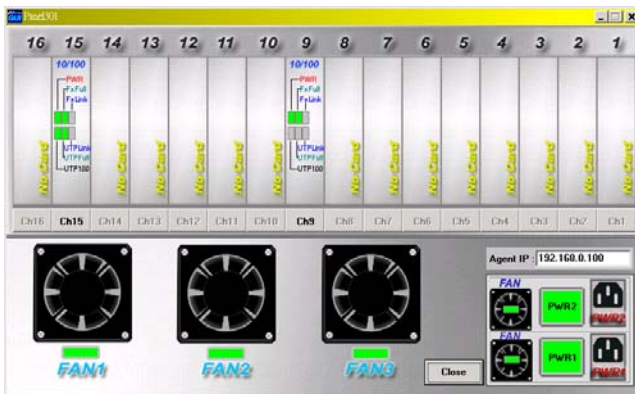 Panel301
16 15 14 13 12 11 10 9 8 7 6 5 4 3 2 1
10/100 10/100
PWR PWR
FxFull FxFull
FxLink FxLink
No Card No Card No Card No Card No Card No Card No Card No Card No Card No Card No Card No Card No Card No Card
UTPLink UTPLink
UTPFull UTPFull
UTP100 UTP100
Ch16 Ch15 Ch14 Ch13 Ch12 Ch11 Ch10 Ch9 Ch8 Ch7 Ch6 Ch5 Ch4 Ch3 Ch2 Ch1
Agent IP : 192.160.0.100
FAN PWR2 PWR2
FAN PWR1 PWR1
FAN1 FAN2 FAN3
Close